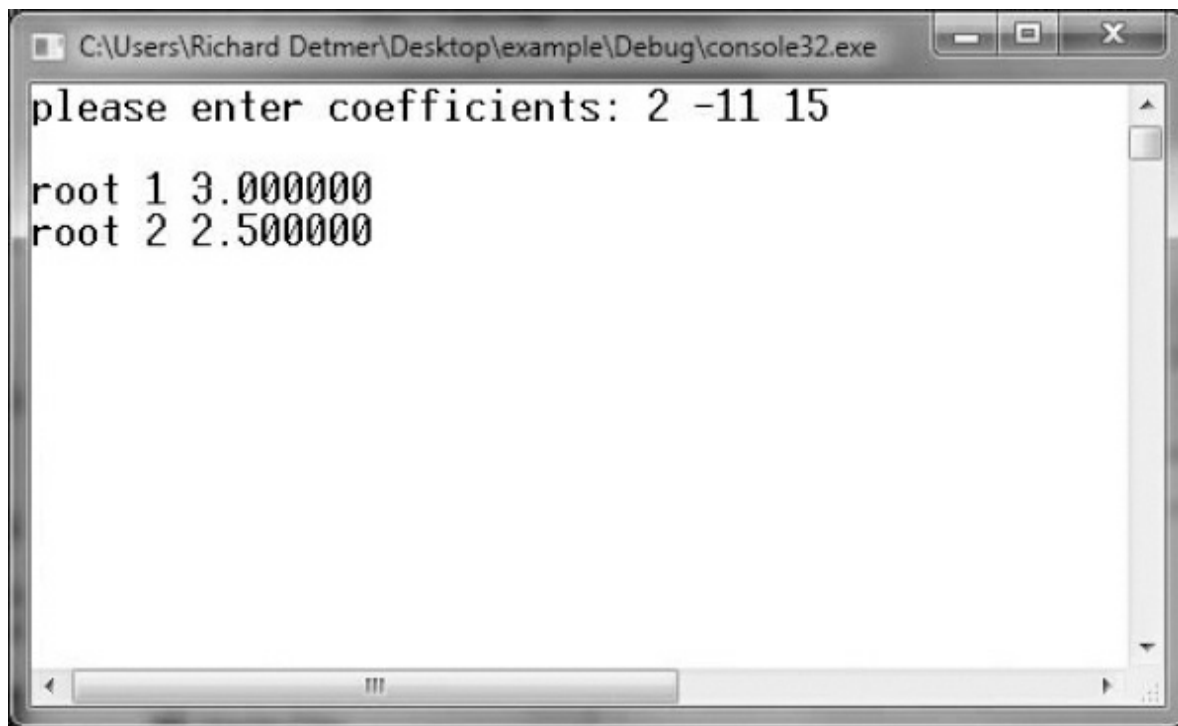 C:\Users\Richard Detmer\Desktop\example\Debug\console32.exe
please enter coefficients: 2 -11 15
root 1 3.000000
root 2 2.500000